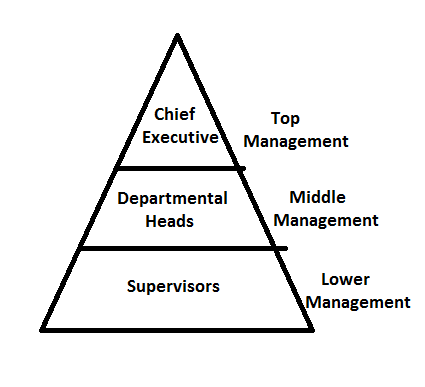 Chief
Executive
Top
Management
Departmental
Heads
Middle
Management
Supervisors
Lower
Management